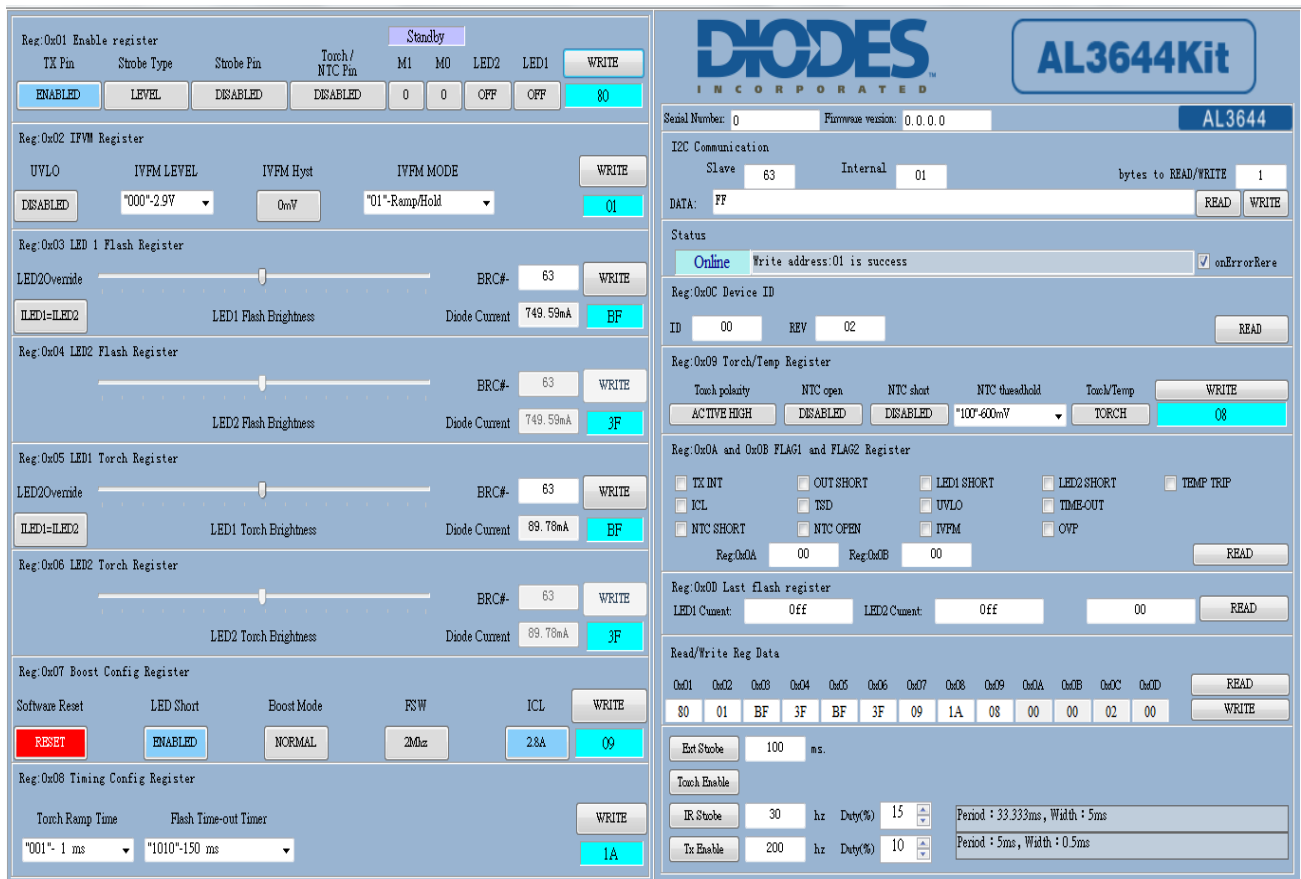 Reg:0x01 Enable register
Standby
TX Pin Strobe Type Strobe Pin Torch / NTC Pin M1 M0 LED2 LED1 WRITE
ENABLED LEVEL DISABLED DISABLED 0 0 OFF OFF 80
Reg:0x02 IFVM Register
UVLO IVFM LEVEL IVFM Hyst IVFM MODE WRITE
DISABLED "000"-2.9V 0mV "01"-Ramp/Hold 01
Reg:0x03 LED 1 Flash Register
LED2Override BRC#- 63 WRITE
ILED1=ILED2 LED1 Flash Brightness Diode Current 749.59mA BF
Reg:0x04 LED2 Flash Register
BRC#- 63 WRITE
LED2 Flash Brightness Diode Current 749.59mA 3F
Reg:0x05 LED1 Torch Register
LED2Override BRC#- 63 WRITE
ILED1=ILED2 LED1 Torch Brightness Diode Current 89.78mA BF
Reg:0x06 LED2 Torch Register
BRC#- 63 WRITE
LED2 Torch Brightness Diode Current 89.78mA 3F
Reg:0x07 Boost Config Register
Software Reset LED Short Boost Mode FSW ICL WRITE
RESET ENABLED NORMAL 2Mhz 2.8A 09
Reg:0x08 Timing Config Register
Torch Ramp Time Flash Time-out Timer WRITE
"001"- 1 ms "1010"-150 ms 1A
DIODES™
INCORPORATED
AL3644Kit
Serial Number: 0 Firmware version: 0.0.0.0 AL3644
I2C Communication
Slave 63 Internal 01 bytes to READ/WRITE 1
DATA: FF READ WRITE
Status
Online Write address:01 is success onErrorRere
Reg:0x0C Device ID
ID 00 REV 02 READ
Reg:0x09 Torch/Temp Register
Torch polarity NTC open NTC short NTC threadhold Torch/Temp WRITE
ACTIVE HIGH DISABLED DISABLED "100"-600mV TORCH 08
Reg:0x0A and 0x0B FLAG1 and FLAG2 Register
TX INT OUT SHORT LED1 SHORT LED2 SHORT TEMP TRIP
ICL TSD UVLO TIME-OUT
NTC SHORT NTC OPEN IVFM OVP
Reg:0x0A 00 Reg:0x0B 00 READ
Reg:0x0D Last flash register
LED1 Current: Off LED2 Current: Off 00 READ
Read/Write Reg Data
0x01 0x02 0x03 0x04 0x05 0x06 0x07 0x08 0x09 0x0A 0x0B 0x0C 0x0D READ
80 01 BF 3F BF 3F 09 1A 08 00 00 02 00 WRITE
Ext Strobe 100 ms.
Torch Enable
IR Strobe 30 hz Duty(%) 15 Period : 33.333ms, Width : 5ms
Tx Enable 200 hz Duty(%) 10 Period : 5ms, Width : 0.5ms